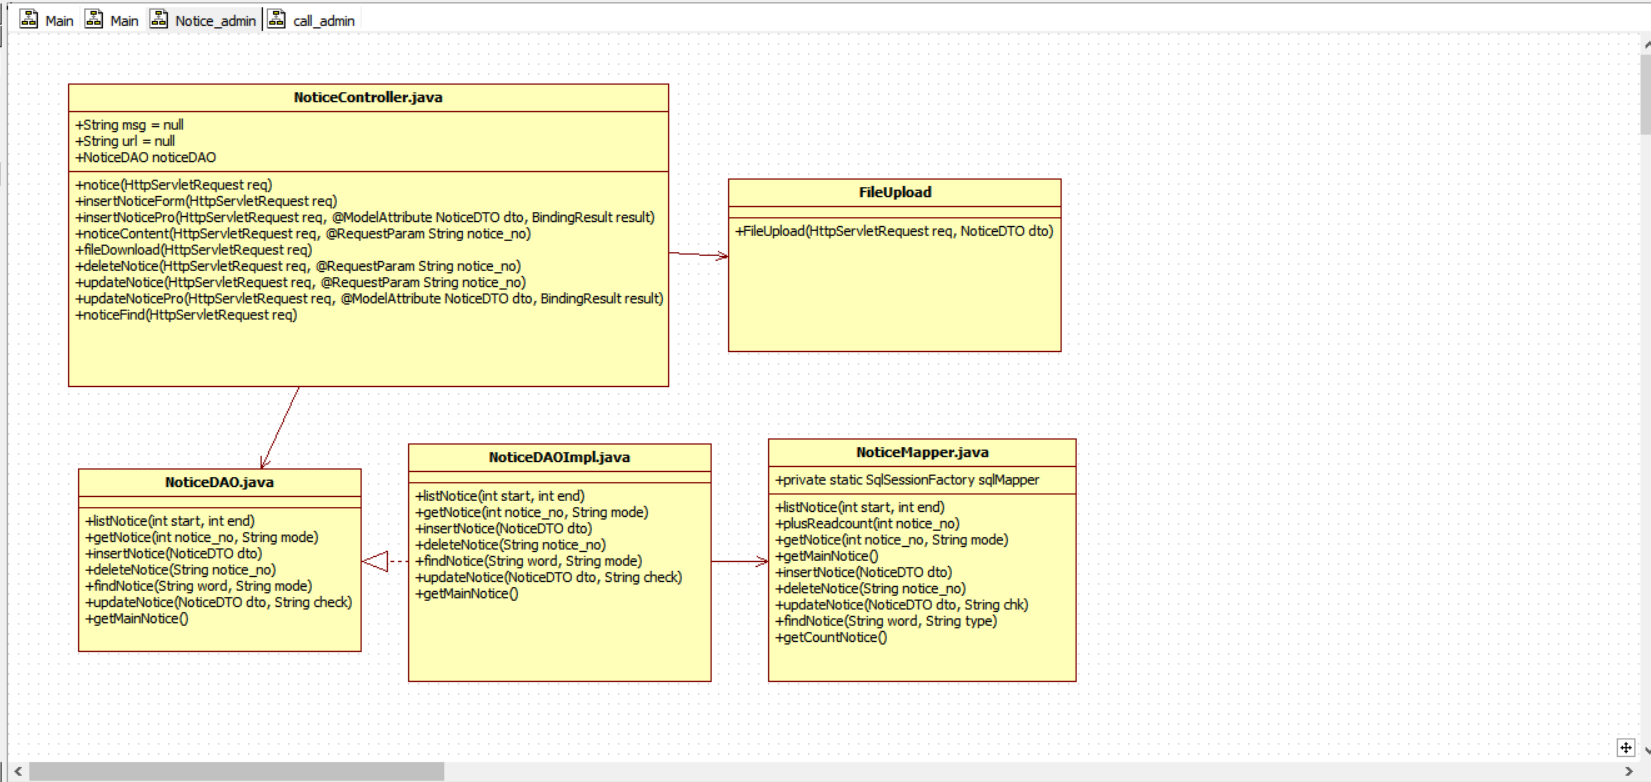 Main
Main
Notice_admin
call_admin
NoticeController.java
+String msg = null
+String url = null
+NoticeDAO noticeDAO
+notice(HttpServletRequest req)
+insertNoticeForm(HttpServletRequest req)
+insertNoticePro(HttpServletRequest req, @ModelAttribute NoticeDTO dto, BindingResult result)
+noticeContent(HttpServletRequest req, @RequestParam String notice_no)
+fileDownload(HttpServletRequest req)
+deleteNotice(HttpServletRequest req, @RequestParam String notice_no)
+updateNotice(HttpServletRequest req, @RequestParam String notice_no)
+updateNoticePro(HttpServletRequest req, @ModelAttribute NoticeDTO dto, BindingResult result)
+noticeFind(HttpServletRequest req)
FileUpload
+FileUpload(HttpServletRequest req, NoticeDTO dto)
NoticeDAO.java
+listNotice(int start, int end)
+getNotice(int notice_no, String mode)
+insertNotice(NoticeDTO dto)
+deleteNotice(String notice_no)
+findNotice(String word, String mode)
+updateNotice(NoticeDTO dto, String check)
+getMainNotice()
NoticeDAOImpl.java
+listNotice(int start, int end)
+getNotice(int notice_no, String mode)
+insertNotice(NoticeDTO dto)
+deleteNotice(String notice_no)
+findNotice(String word, String mode)
+updateNotice(NoticeDTO dto, String check)
+getMainNotice()
NoticeMapper.java
+private static SqlSessionFactory sqlMapper
+listNotice(int start, int end)
+plusReadcount(int notice_no)
+getNotice(int notice_no, String mode)
+getMainNotice()
+insertNotice(NoticeDTO dto)
+deleteNotice(String notice_no)
+updateNotice(NoticeDTO dto, String chk)
+findNotice(String word, String type)
+getCountNotice()